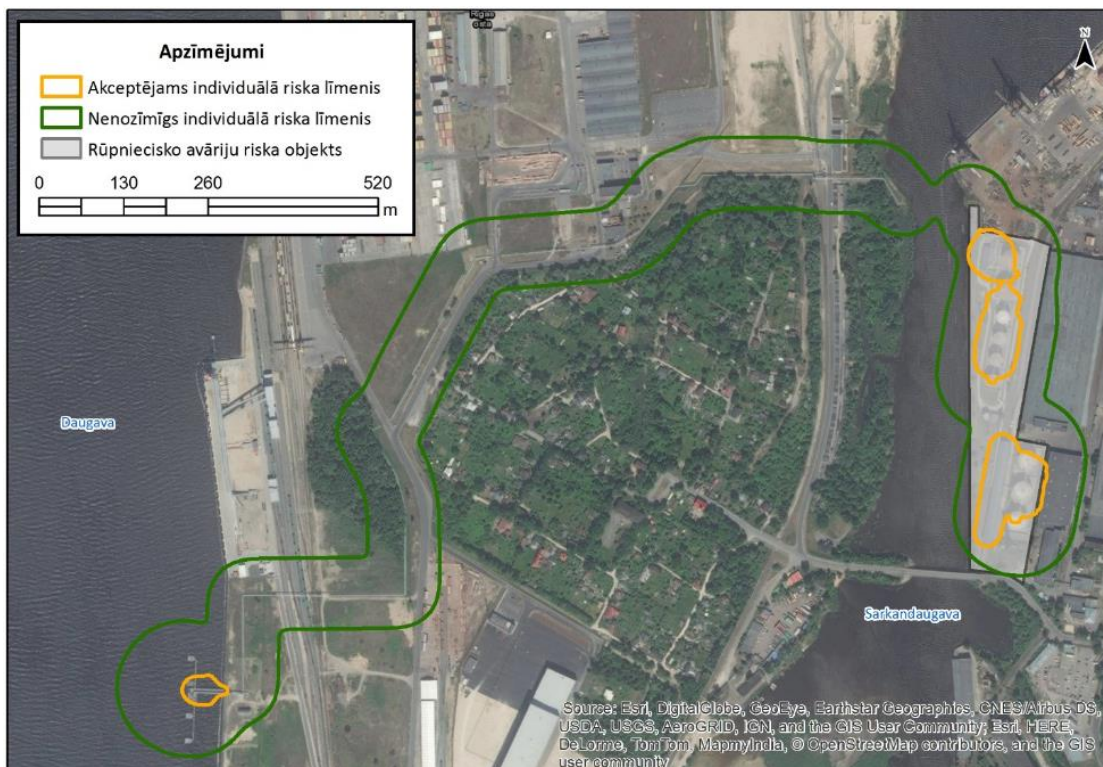 Rīgas
osta
N
Apzīmējumi
Akceptējams individuālā riska līmenis
Nenozīmīgs individuālā riska līmenis
Rūpniecisko avāriju riska objekts
0 130 260 520
m
Daugava
Sarkandaugava
Source: Esri, DigitalGlobe, GeoEye, Earthstar Geographics, CNES/Airbus DS,
USDA, USGS, AeroGRID, IGN, and the GIS User Community; Esri, HERE,
DeLorme, TomTom, MapmyIndia, © OpenStreetMap contributors, and the GIS
user community